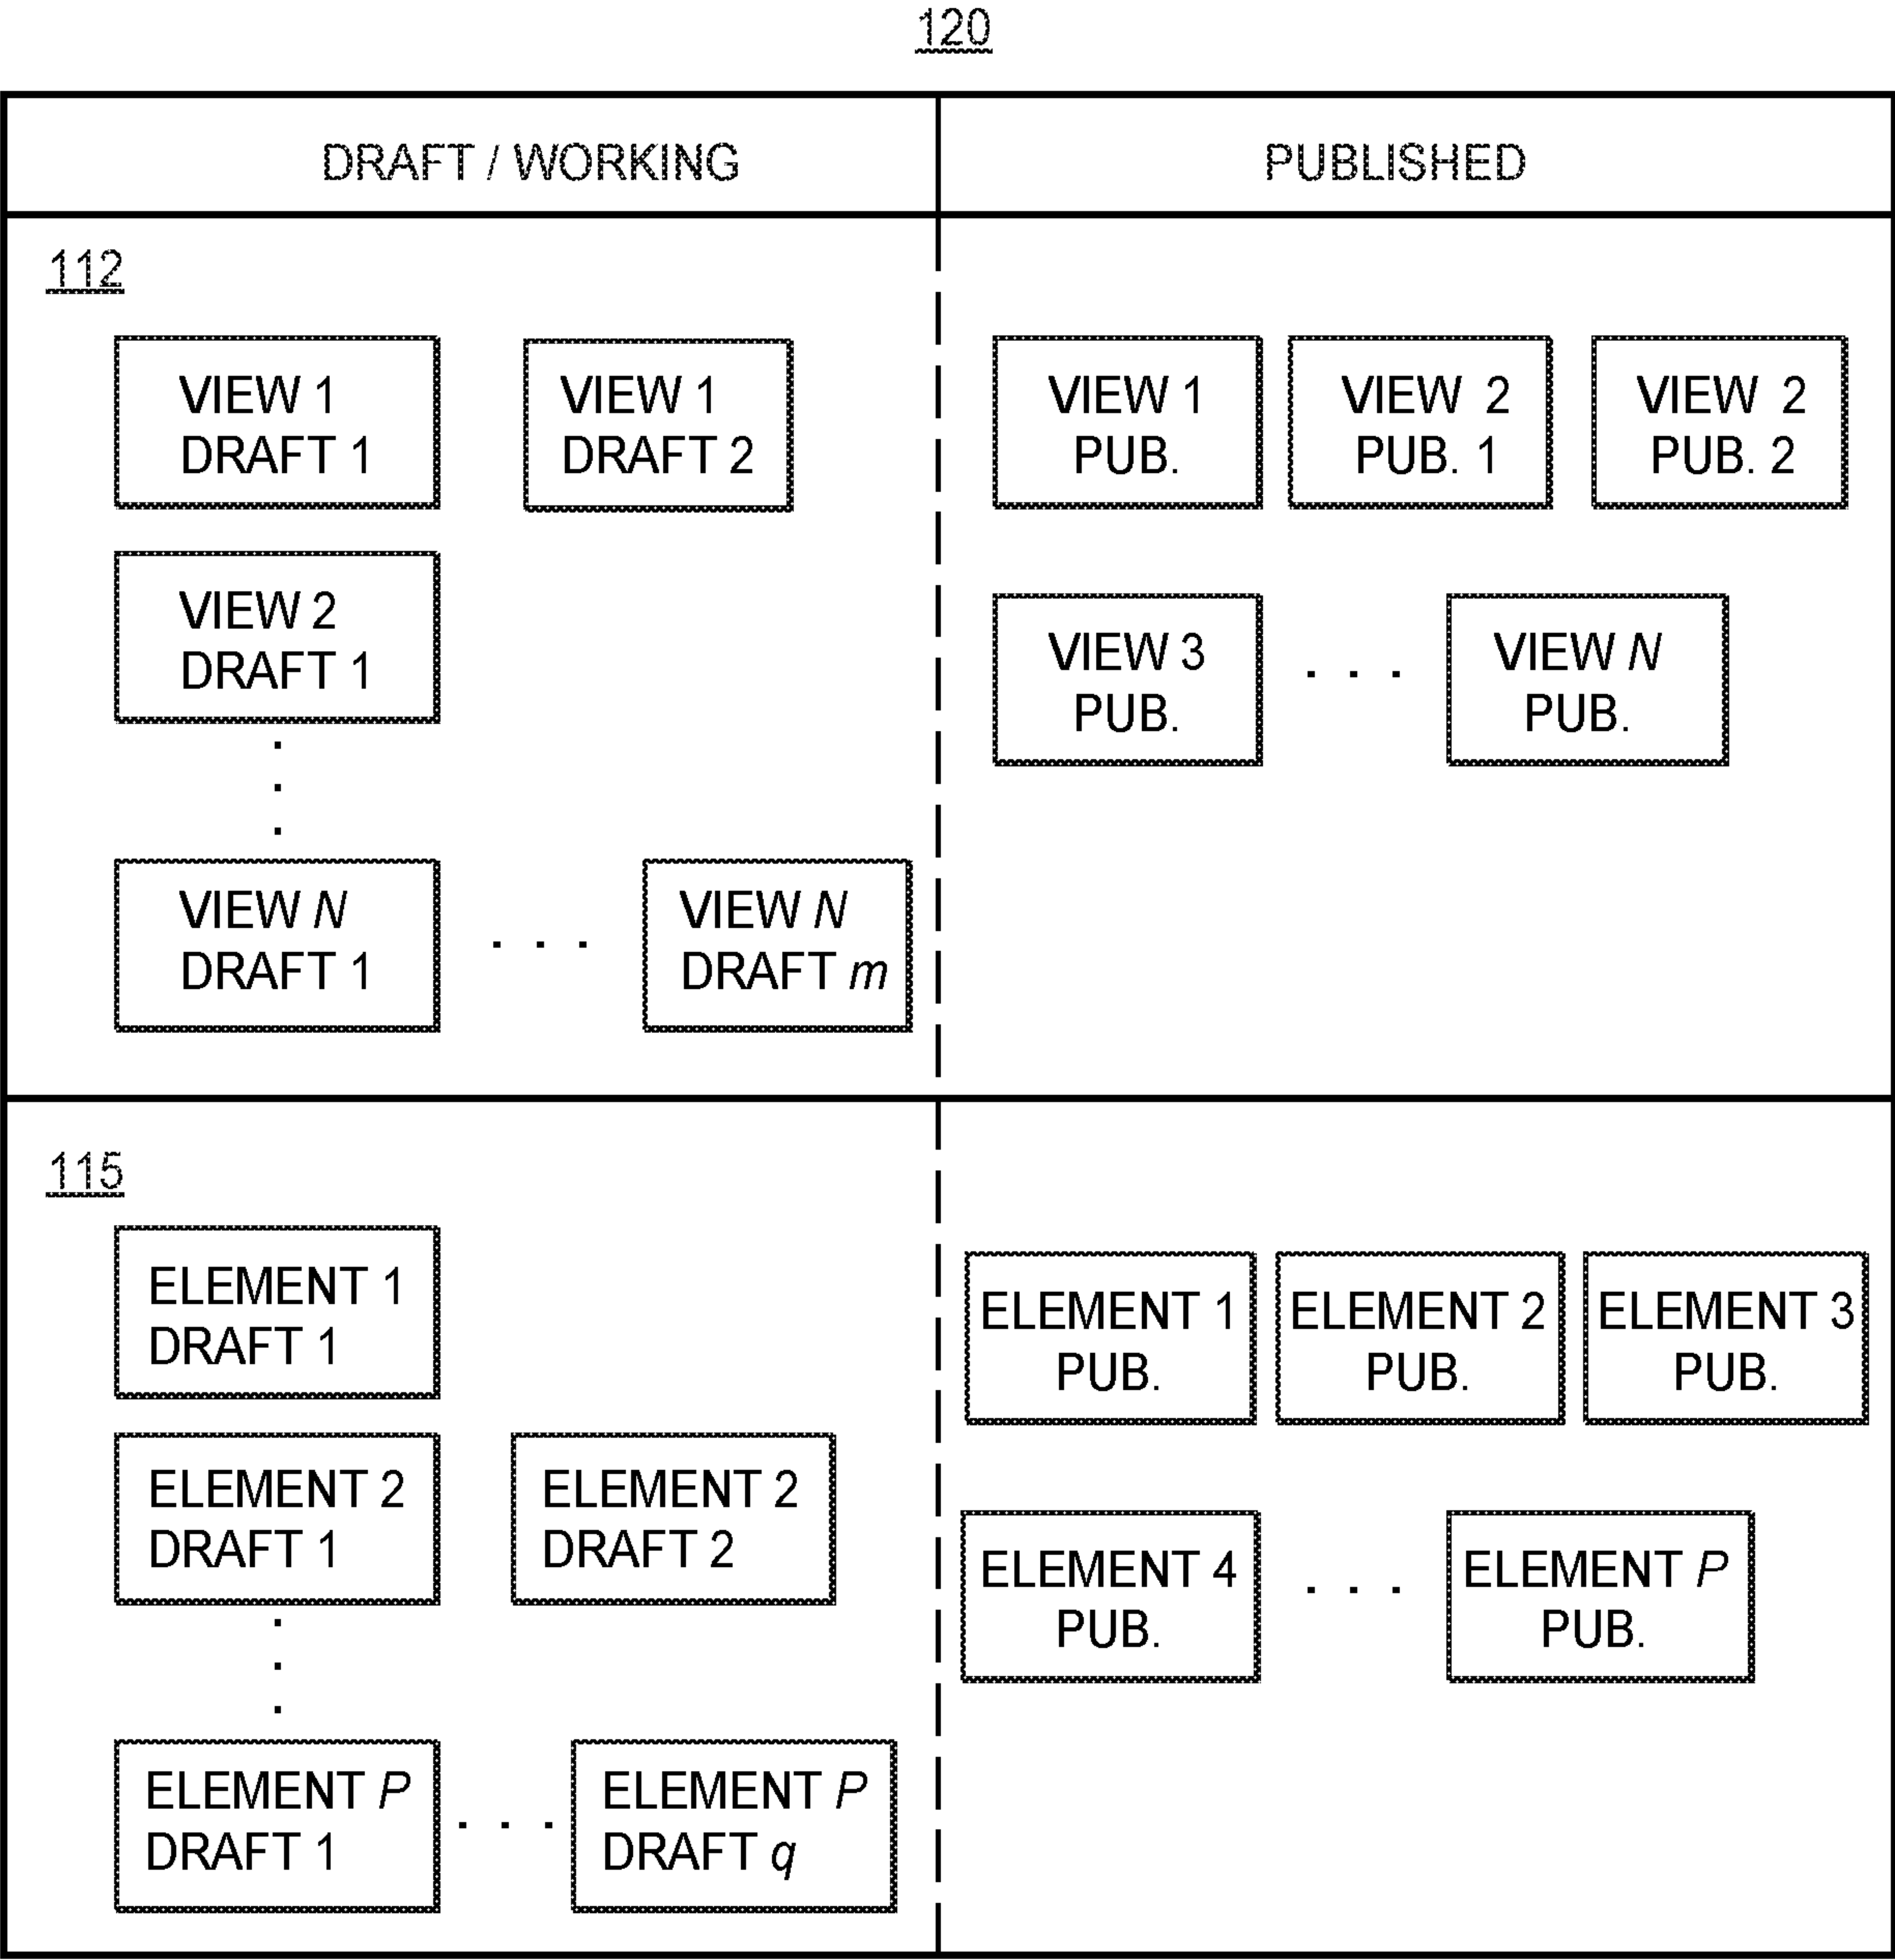 120
DRAFT / WORKING
PUBLISHED
112
VIEW 1
DRAFT 1
VIEW 1
DRAFT 2
VIEW 2
DRAFT 1
.
.
.
VIEW N
DRAFT 1
. . .
VIEW N
DRAFT m
VIEW 1
PUB.
VIEW 2
PUB. 1
VIEW 2
PUB. 2
VIEW 3
PUB.
. . .
VIEW N
PUB.
115
ELEMENT 1
DRAFT 1
ELEMENT 2
DRAFT 1
ELEMENT 2
DRAFT 2
.
.
.
ELEMENT P
DRAFT 1
. . .
ELEMENT P
DRAFT q
ELEMENT 1
PUB.
ELEMENT 2
PUB.
ELEMENT 3
PUB.
ELEMENT 4
PUB.
. . .
ELEMENT P
PUB.